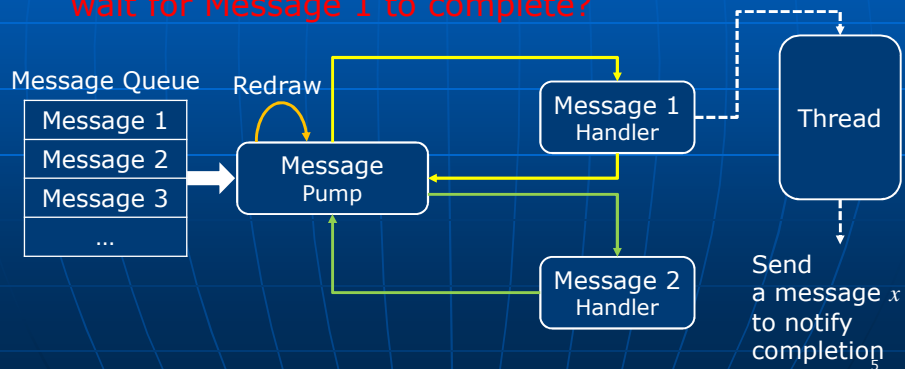 wait for Message 1 to complete?
Message Queue
Message 1
Message 2
Message 3
…
Redraw
Message
Pump
Message 1
Handler
Message 2
Handler
Thread
Send
a message x
to notify
completion
5